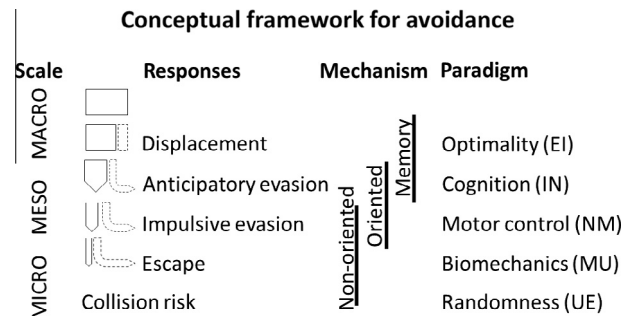 Conceptual framework for avoidance
Scale Responses Mechanism Paradigm
MACRO
MESO
MICRO
Displacement
Anticipatory evasion
Impulsive evasion
Escape
Collision risk
Non-oriented
Oriented
Memory
Optimality (EI)
Cognition (IN)
Motor control (NM)
Biomechanics (MU)
Randomness (UE)